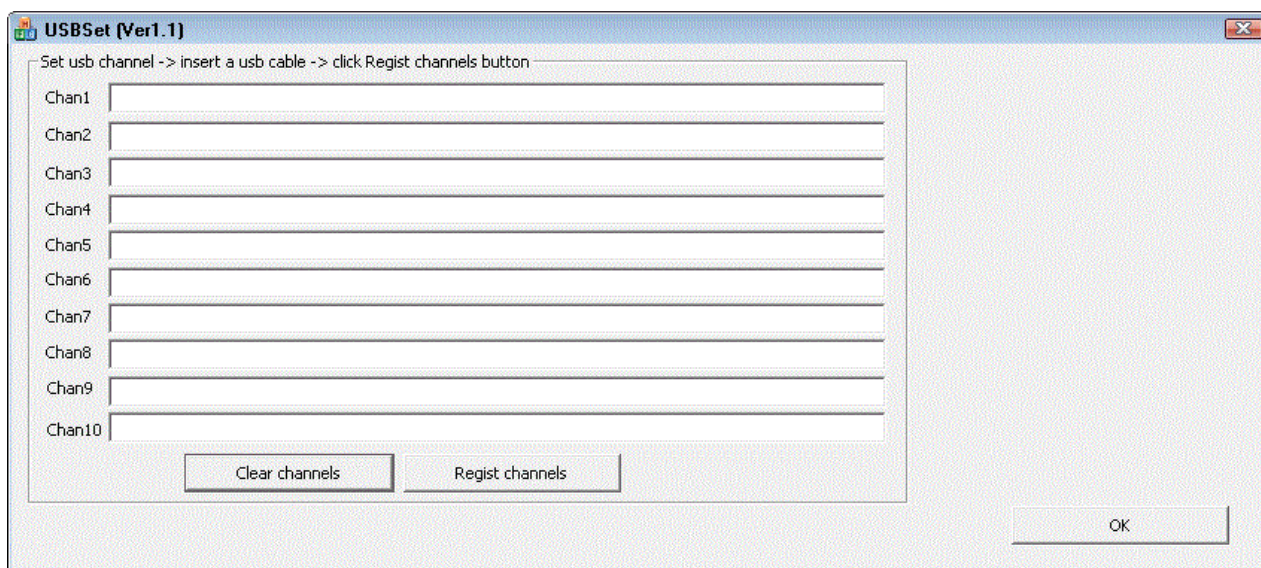 USBSet (Ver1.1)
Set usb channel -> insert a usb cable -> click Regist channels button
Chan1
Chan2
Chan3
Chan4
Chan5
Chan6
Chan7
Chan8
Chan9
Chan10
Clear channels Regist channels
OK